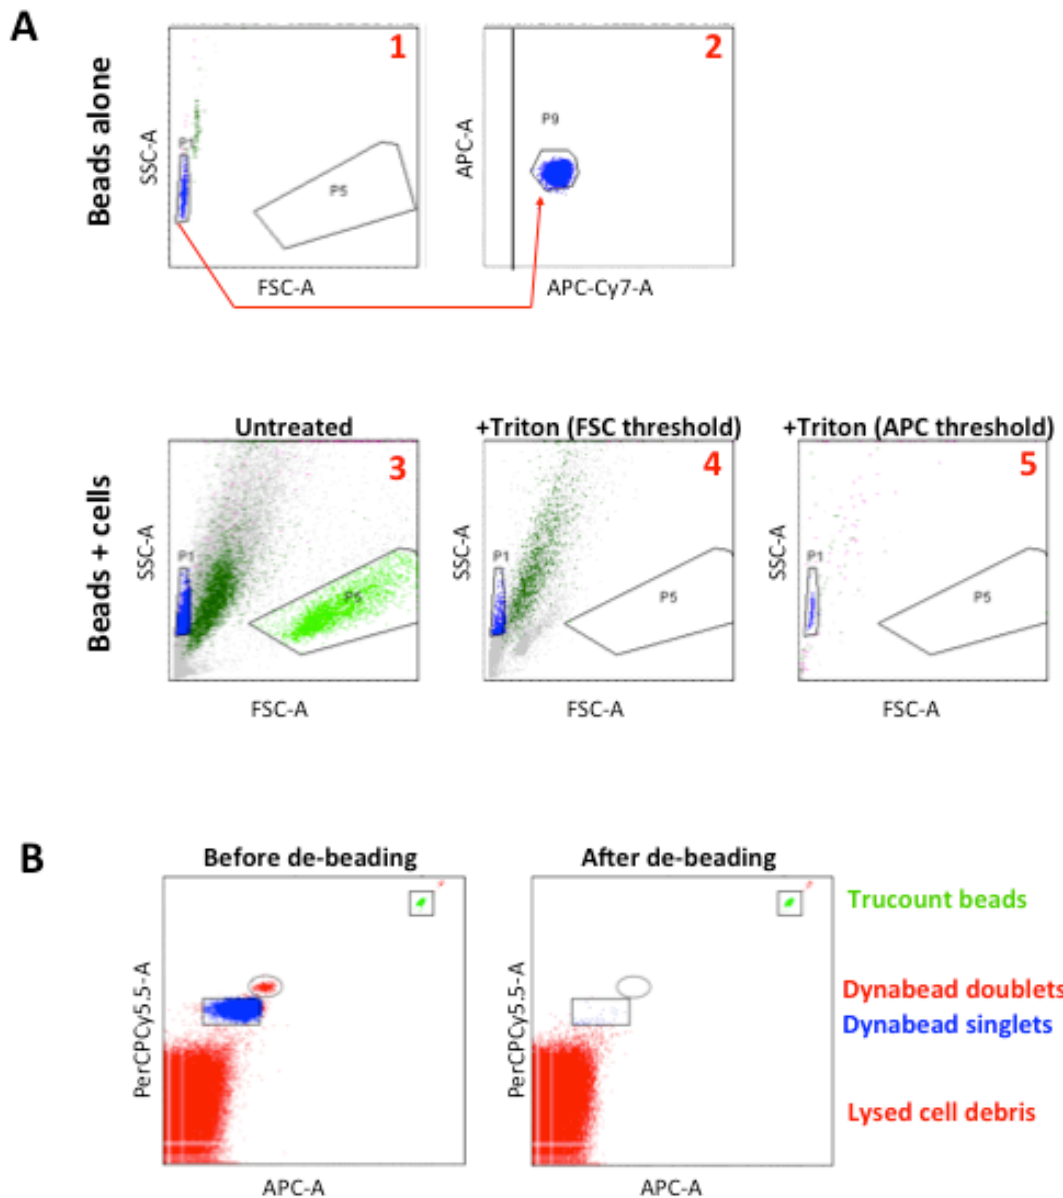 A
Beads alone
SSC-A
1
P5
FSC-A
APC-A
2
P9
APC-Cy7-A
Beads + cells
Untreated
SSC-A
3
P1
P5
FSC-A
+Triton (FSC threshold)
SSC-A
4
P1
P5
FSC-A
+Triton (APC threshold)
SSC-A
5
P1
P5
FSC-A
B
Before de-beading
PerCPCy5.5-A
APC-A
After de-beading
PerCPCy5.5-A
APC-A
Trucount beads
Dynabead doublets
Dynabead singlets
Lysed cell debris